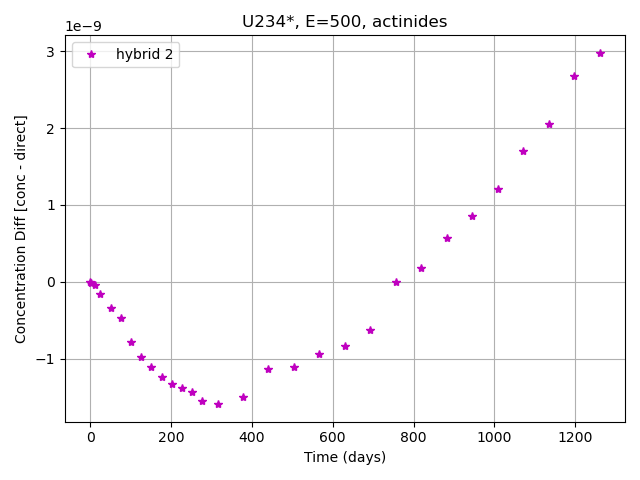 U234*, E=500, actinides
1e−9
hybrid 2
3
2
1
0
−1
Concentration Diff [conc - direct]
0 200 400 600 800 1000 1200
Time (days)